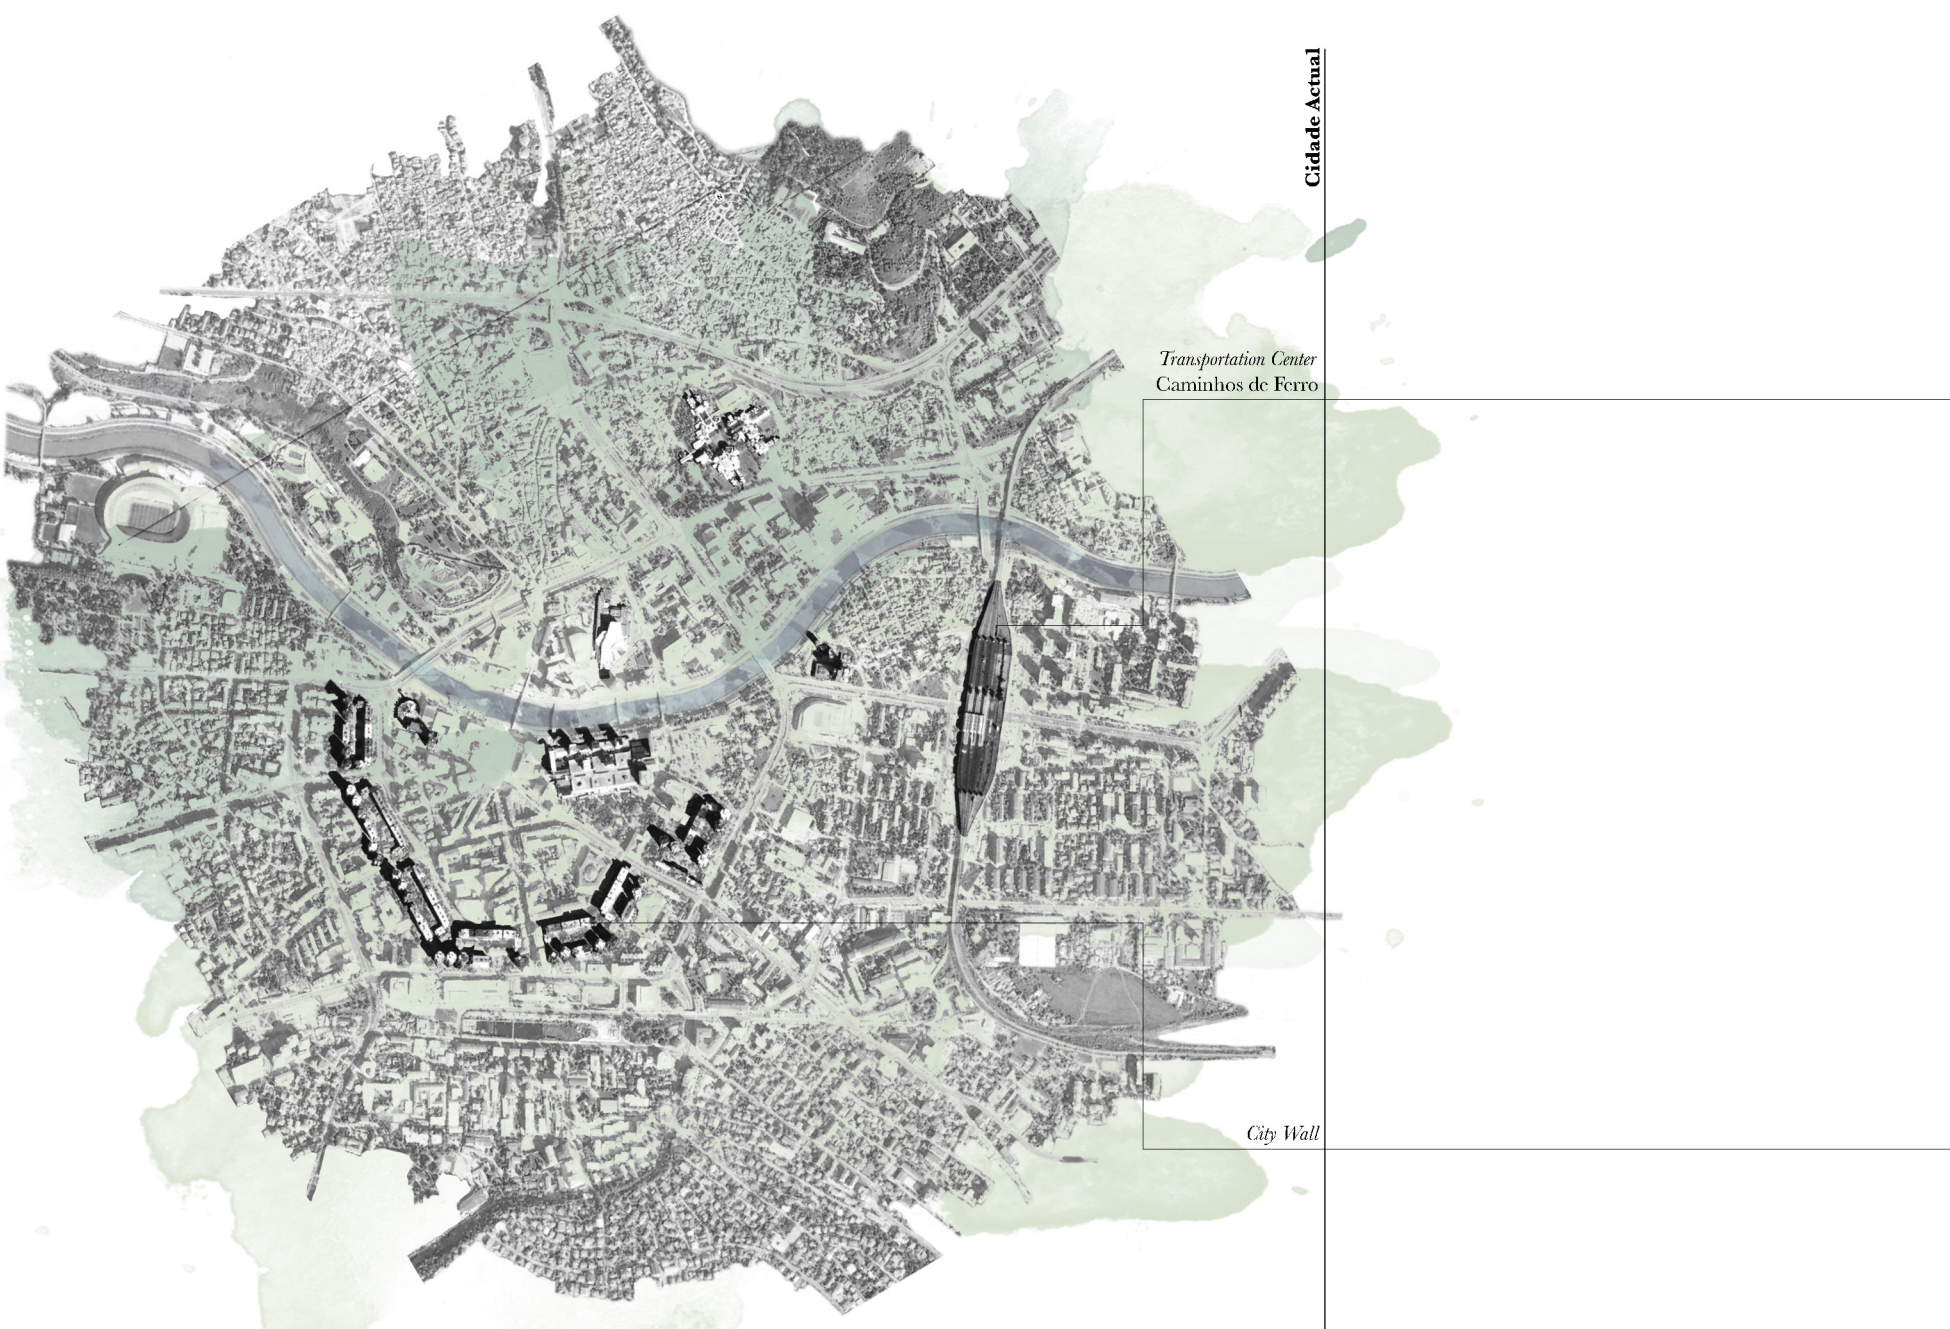 Cidade Actual
Transportation Center
Caminhos de Ferro
City Wall